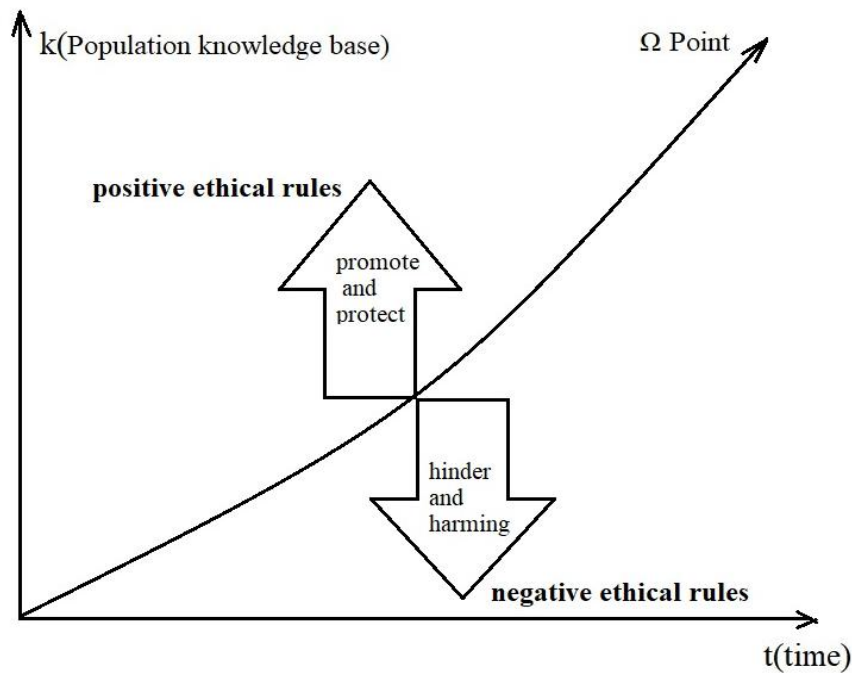 k(Population knowledge base)
Ω Point
positive ethical rules
promote
and
protect
hinder
and
harming
negative ethical rules
t(time)